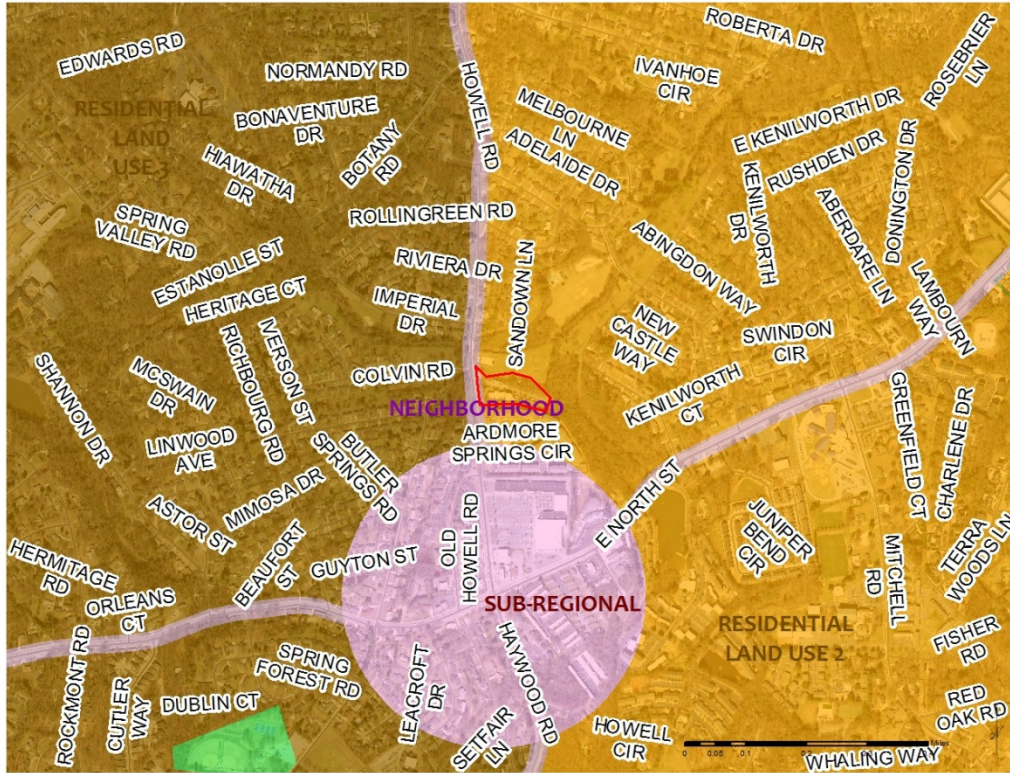 EDWARDS RD
NORMANDY RD
HOWELL RD
ROBERTA DR
IVANHOE
CIR
ROSEBRIER
LN
RESIDENTIAL
LAND
USE 3
BONAVENTURE
DR
BOTANY
RD
MELBOURNE
LN
ADELAIDE DR
E KENILWORTH DR
RUSHDEN DR
HIAWATHA
DR
KENILWORTH
DR
DONINGTON DR
ABERDARE LN
SPRING
VALLEY RD
ROLLINGREEN RD
ABINGDON WAY
ESTANOLLE ST
RIVIERA DR
SANDOWN LN
LAMBOURN
WAY
HERITAGE CT
IMPERIAL
DR
NEW
CASTLE
WAY
SWINDON
CIR
SHANNON DR
MCSWAIN
DR
RICHBOURG RD
IVERSON ST
COLVIN RD
KENILWORTH
CT
GREENFIELD CT
CHARLENE DR
NEIGHBORHOOD
LINWOOD
AVE
BUTLER
SPRINGS RD
ARDMORE
SPRINGS CIR
ASTOR ST
MIMOSA DR
E NORTH ST
JUNIPER
BEND
CIR
MITCHELL
RD
TERRA
WOODS LN
HERMITAGE
RD
BEAUFORT
ST
GUYTON ST
OLD
HOWELL RD
ORLEANS
CT
SUB-REGIONAL
RESIDENTIAL
LAND USE 2
FISHER
RD
ROCKMONT RD
CUTLER
WAY
DUBLIN CT
SPRING
FOREST RD
LEACROFT
DR
HAYWOOD RD
SETFAIR
LN
HOWELL
CIR
RED
OAK RD
0 0.05 0.1
Miles
WHALING WAY